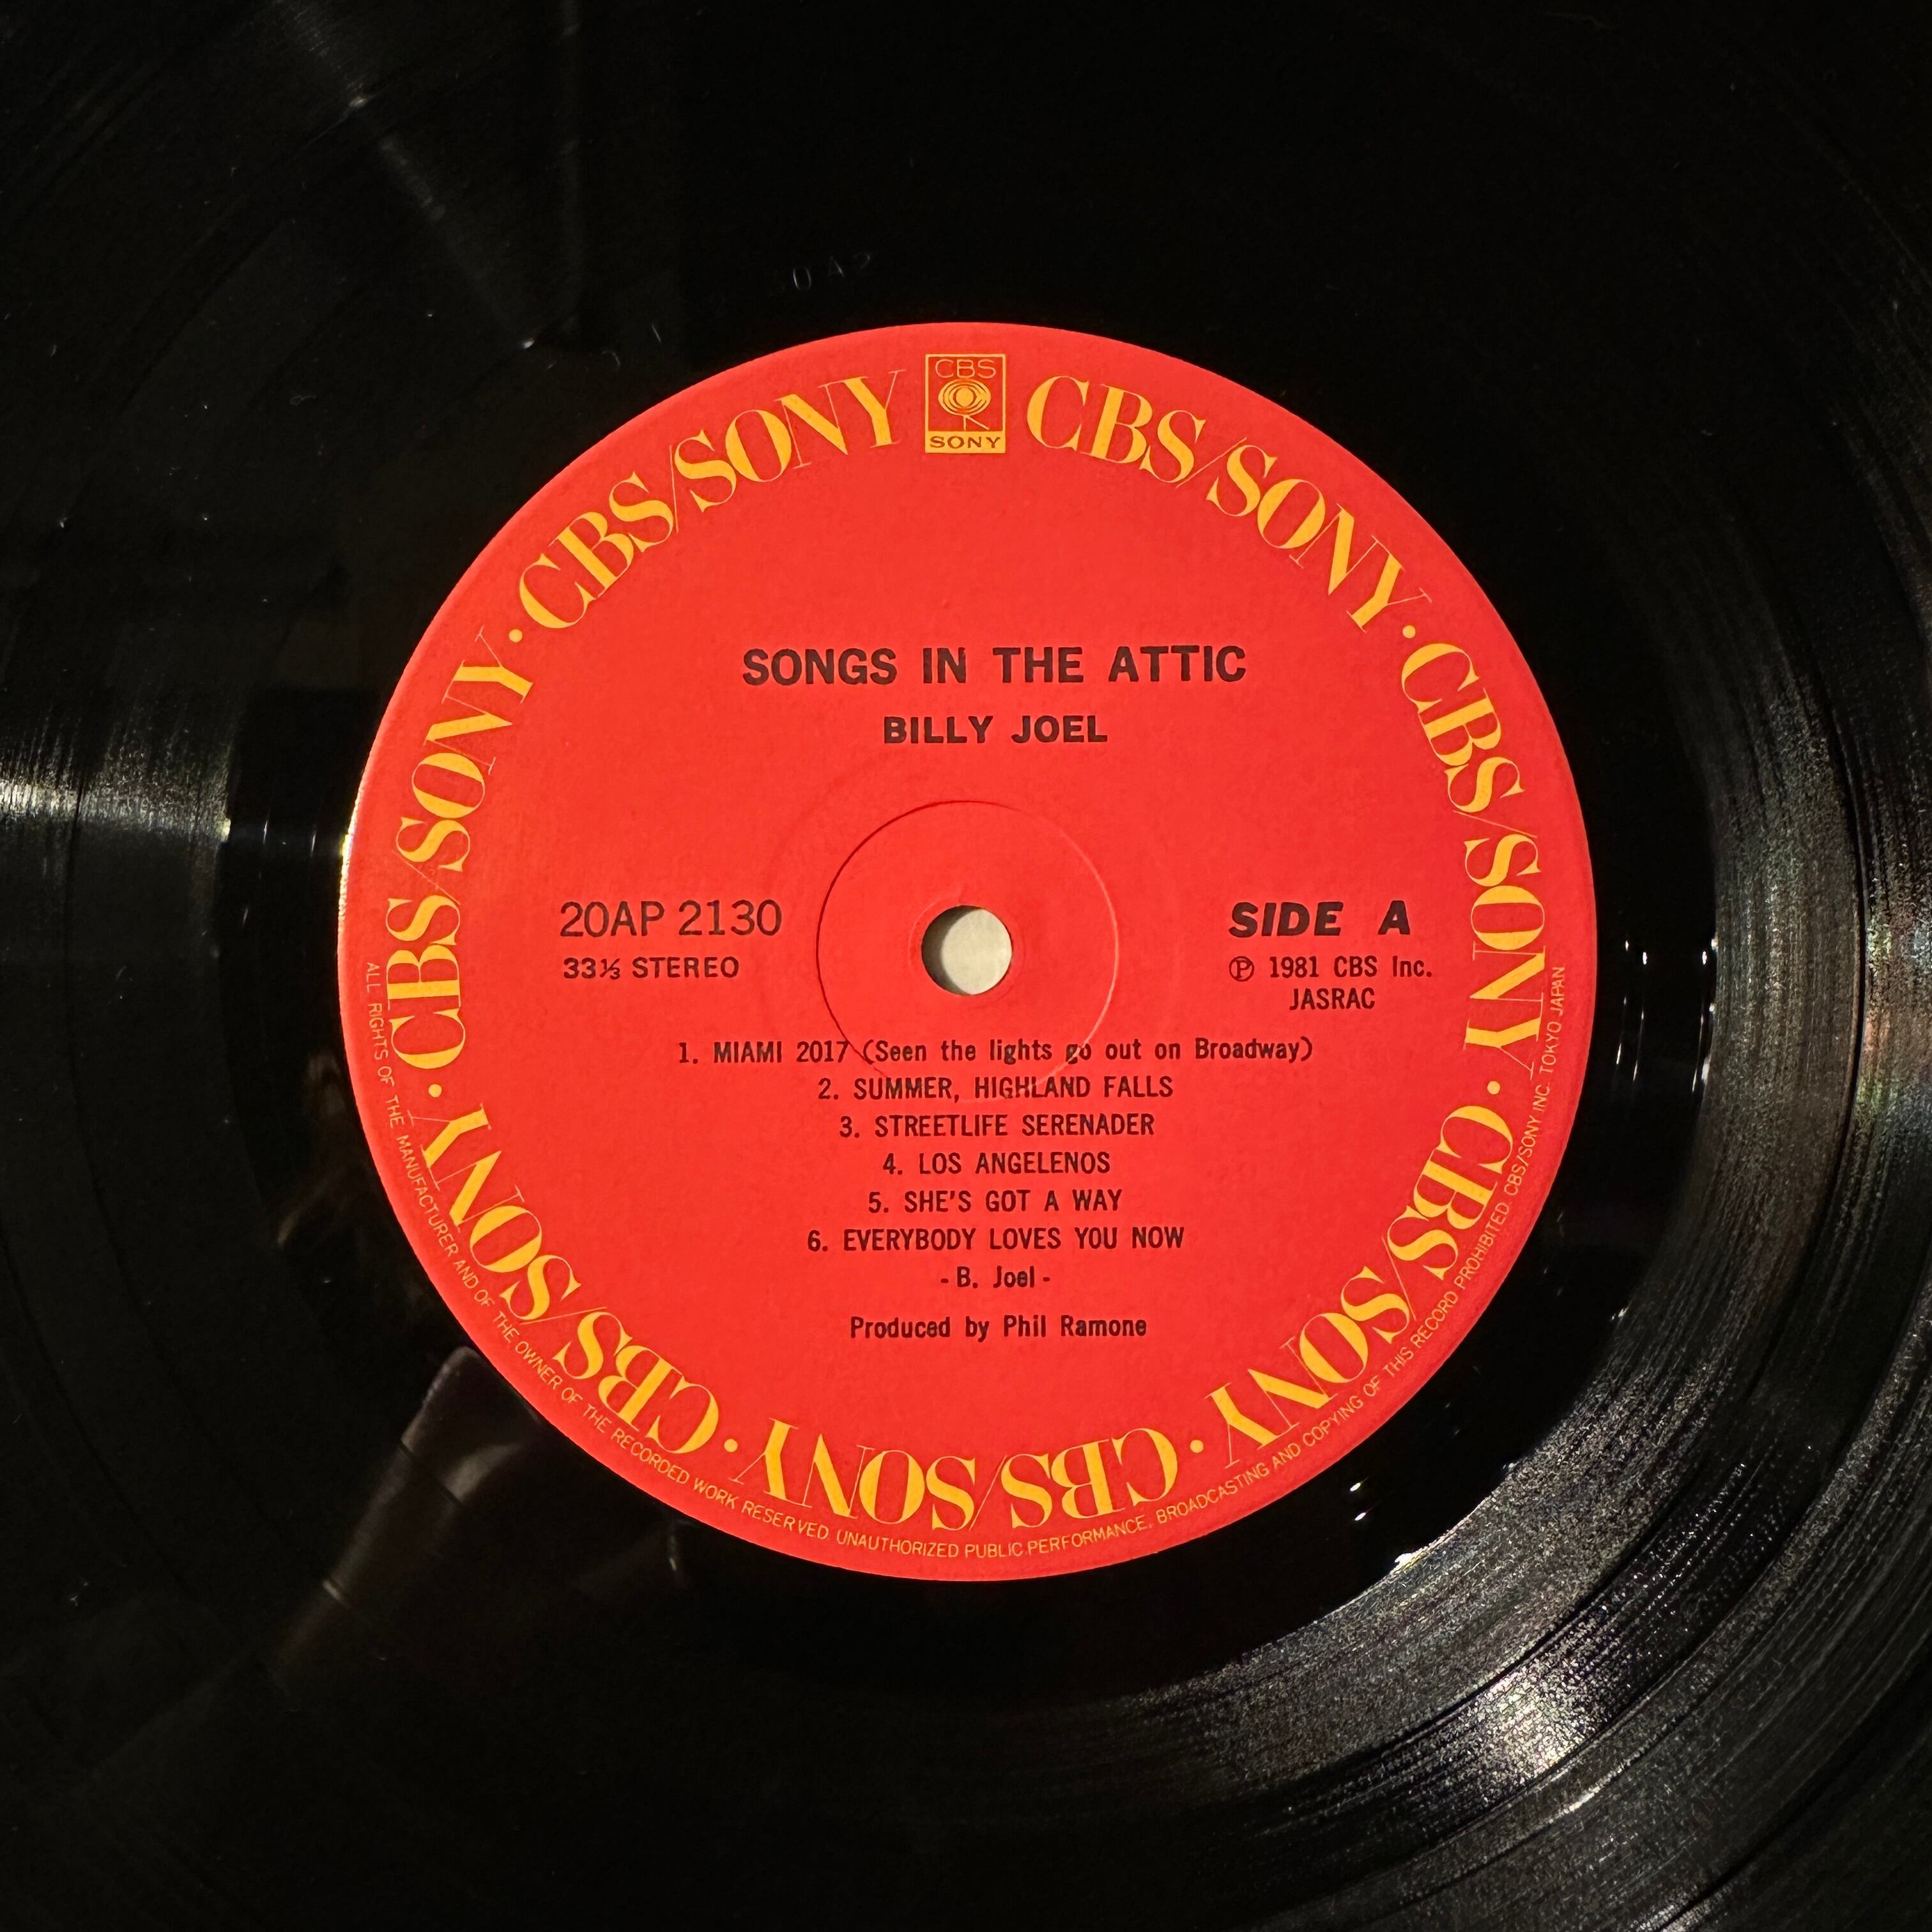 CBS
SONY
CBS/SONY · CBS/SONY · CBS/SONY · CBS/SONY · CBS/SONY · CBS/SONY · CBS/SONY · CBS/SONY
SONGS IN THE ATTIC
BILLY JOEL
20AP 2130
33⅓ STEREO
SIDE A
Ⓟ 1981 CBS Inc.
JASRAC
1. MIAMI 2017 (Seen the lights go out on Broadway)
2. SUMMER, HIGHLAND FALLS
3. STREETLIFE SERENADER
4. LOS ANGELENOS
5. SHE'S GOT A WAY
6. EVERYBODY LOVES YOU NOW
- B. Joel -
Produced by Phil Ramone
ALL RIGHTS OF THE MANUFACTURER AND OF THE OWNER OF THE RECORDED WORK RESERVED. UNAUTHORIZED PUBLIC PERFORMANCE, BROADCASTING AND COPYING OF THIS RECORD PROHIBITED CBS/SONY INC. TOKYO JAPAN